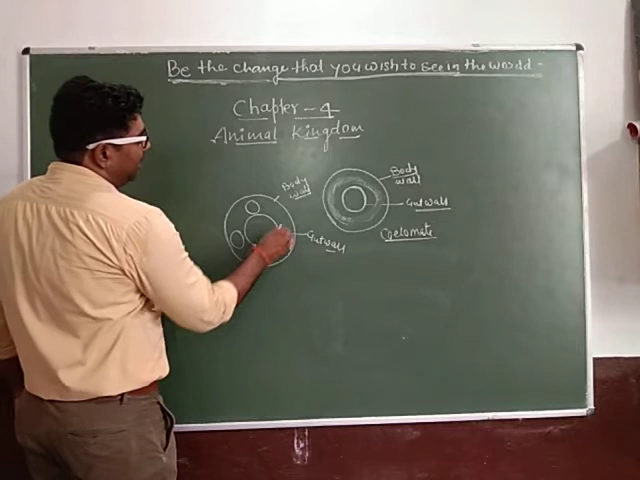 Be the change that you wish to see in the world.
Chapter - 4
Animal Kingdom
Body wall
Gut wall
Body wall
Gut wall
Coelomate